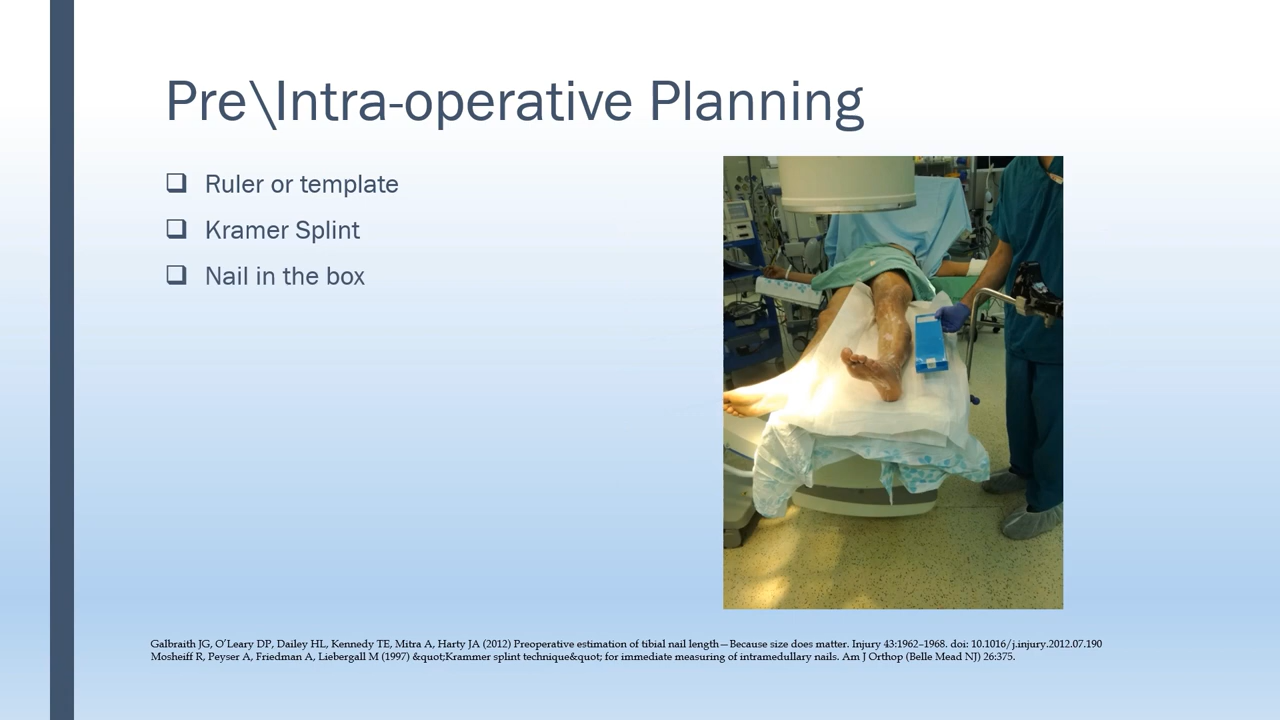 Pre\Intra-operative Planning
❑ Ruler or template
❑ Kramer Splint
❑ Nail in the box
Galbraith JG, O'Leary DP, Dailey HL, Kennedy TE, Mitra A, Harty JA (2012) Preoperative estimation of tibial nail length—Because size does matter. Injury 43:1962–1968. doi: 10.1016/j.injury.2012.07.190
Mosheiff R, Peyser A, Friedman A, Liebergall M (1997) &quot;Krammer splint technique&quot; for immediate measuring of intramedullary nails. Am J Orthop (Belle Mead NJ) 26:375.